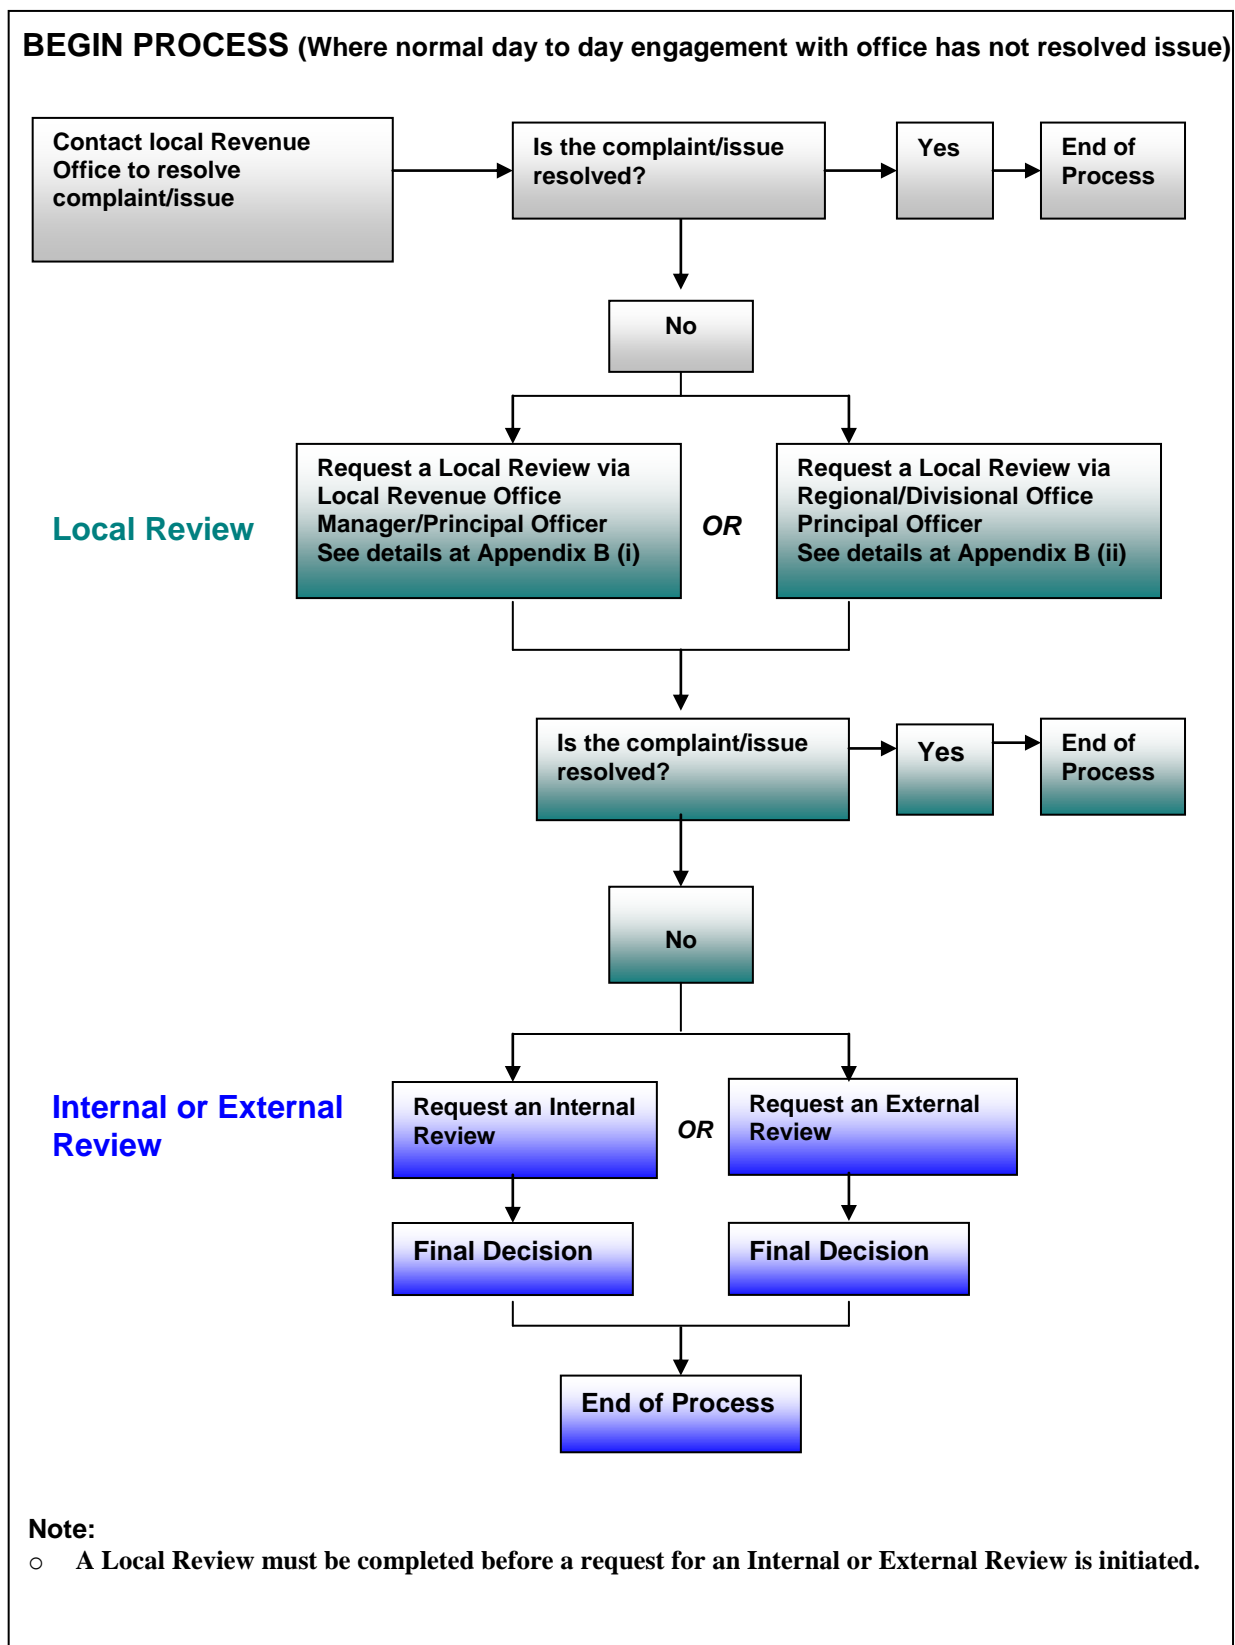 BEGIN PROCESS (Where normal day to day engagement with office has not resolved issue)
Contact local Revenue
Office to resolve
complaint/issue
Is the complaint/issue
resolved?
Yes
End of
Process
No
Local Review
Request a Local Review via
Local Revenue Office
Manager/Principal Officer
See details at Appendix B (i)
OR
Request a Local Review via
Regional/Divisional Office
Principal Officer
See details at Appendix B (ii)
Is the complaint/issue
resolved?
Yes
End of
Process
No
Internal or External
Review
Request an Internal
Review
OR
Request an External
Review
Final Decision
Final Decision
End of Process
Note:
○ A Local Review must be completed before a request for an Internal or External Review is initiated.